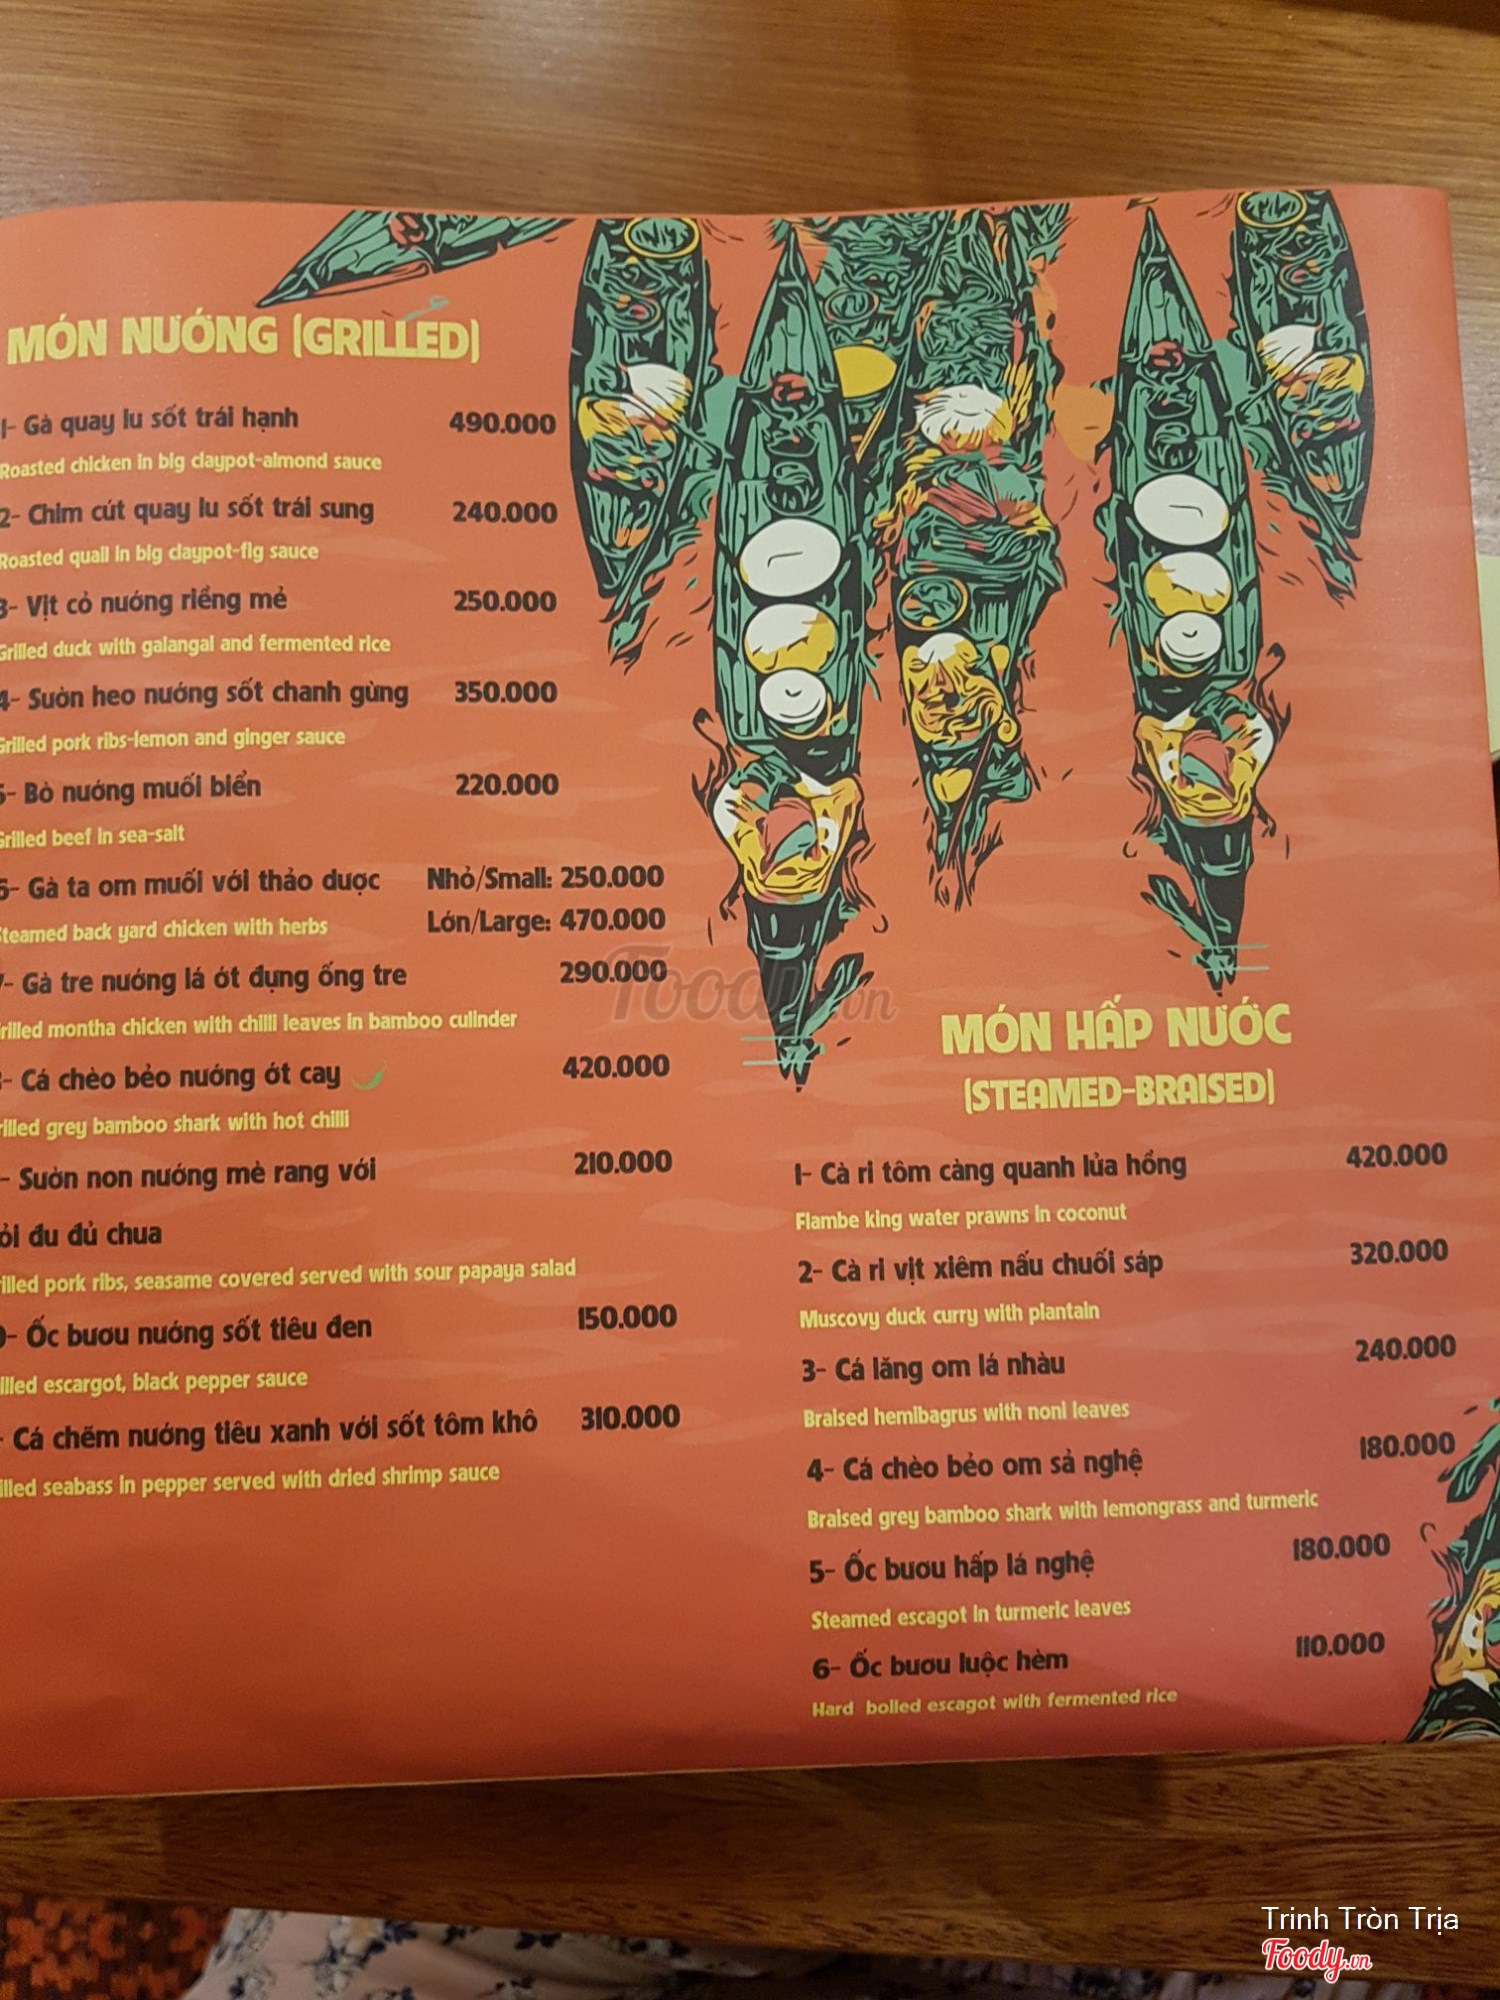 MÓN NƯỚNG (GRILLED)
1- Gà quay lu sốt trái hạnh 490.000
Roasted chicken in big claypot-almond sauce
2- Chim cút quay lu sốt trái sung 240.000
Roasted quail in big claypot-fig sauce
3- Vịt cỏ nướng riềng mẻ 250.000
Grilled duck with galangal and fermented rice
4- Sườn heo nướng sốt chanh gừng 350.000
Grilled pork ribs-lemon and ginger sauce
5- Bò nướng muối biển 220.000
Grilled beef in sea-salt
6- Gà ta om muối với thảo dược Nhỏ/Small: 250.000
Steamed back yard chicken with herbs Lớn/Large: 470.000
7- Gà tre nướng lá ớt đựng ống tre 290.000
rilled montha chicken with chilli leaves in bamboo culinder
- Cá chèo bẻo nướng ớt cay 420.000
rilled grey bamboo shark with hot chilli
- Sườn non nướng mè rang với 210.000
ỏi đu đủ chua
illed pork ribs, seasame covered served with sour papaya salad
0- Ốc bươu nướng sốt tiêu đen 150.000
illed escargot, black pepper sauce
- Cá chẽm nướng tiêu xanh với sốt tôm khô 310.000
illed seabass in pepper served with dried shrimp sauce
MÓN HẤP NƯỚC
(STEAMED-BRAISED)
1- Cà ri tôm càng quanh lửa hồng 420.000
Flambe king water prawns in coconut
2- Cà ri vịt xiêm nấu chuối sáp 320.000
Muscovy duck curry with plantain
3- Cá lăng om lá nhàu 240.000
Braised hemibagrus with noni leaves
4- Cá chèo bẻo om sả nghệ 180.000
Braised grey bamboo shark with lemongrass and turmeric
5- Ốc bươu hấp lá nghệ 180.000
Steamed escagot in turmeric leaves
6- Ốc bươu luộc hèm 110.000
Hard boiled escagot with fermented rice
Foody.vn
Trinh Tròn Trịa
Foody.vn